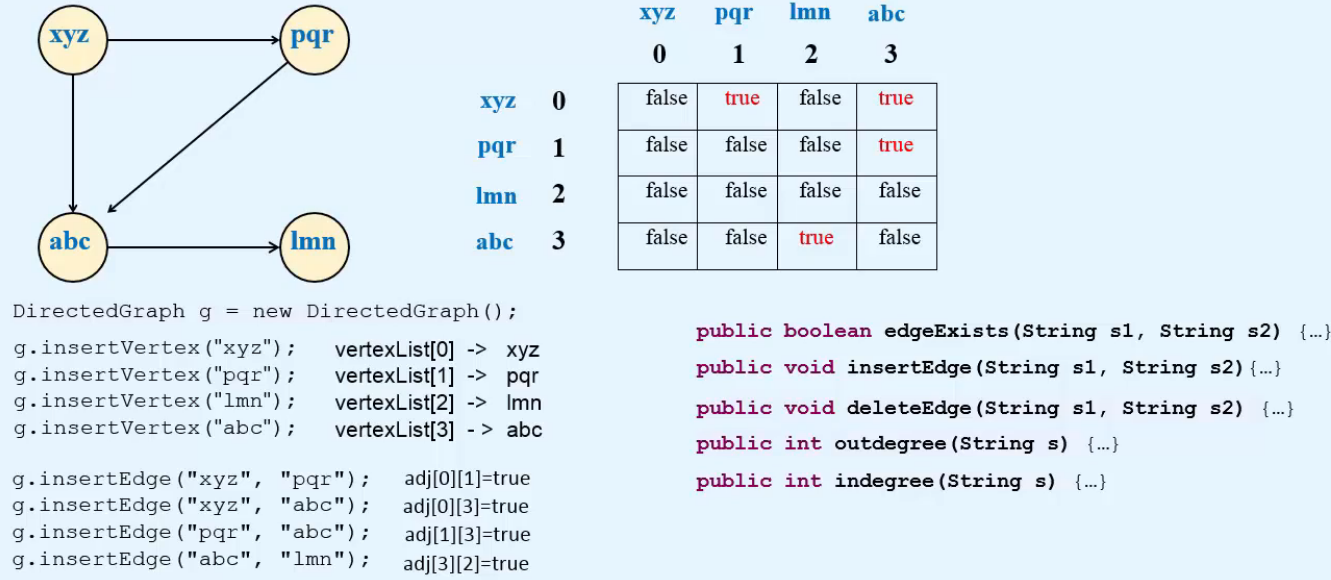 xyz
pqr
abc
lmn
xyz pqr lmn abc
0 1 2 3
xyz 0 false true false true
pqr 1 false false false true
lmn 2 false false false false
abc 3 false false true false
DirectedGraph g = new DirectedGraph();
g.insertVertex("xyz"); vertexList[0] -> xyz
g.insertVertex("pqr"); vertexList[1] -> pqr
g.insertVertex("lmn"); vertexList[2] -> lmn
g.insertVertex("abc"); vertexList[3] - > abc
g.insertEdge("xyz", "pqr"); adj[0][1]=true
g.insertEdge("xyz", "abc"); adj[0][3]=true
g.insertEdge("pqr", "abc"); adj[1][3]=true
g.insertEdge("abc", "lmn"); adj[3][2]=true
public boolean edgeExists(String s1, String s2) {…}
public void insertEdge(String s1, String s2){…}
public void deleteEdge(String s1, String s2) {…}
public int outdegree(String s) {…}
public int indegree(String s) {…}